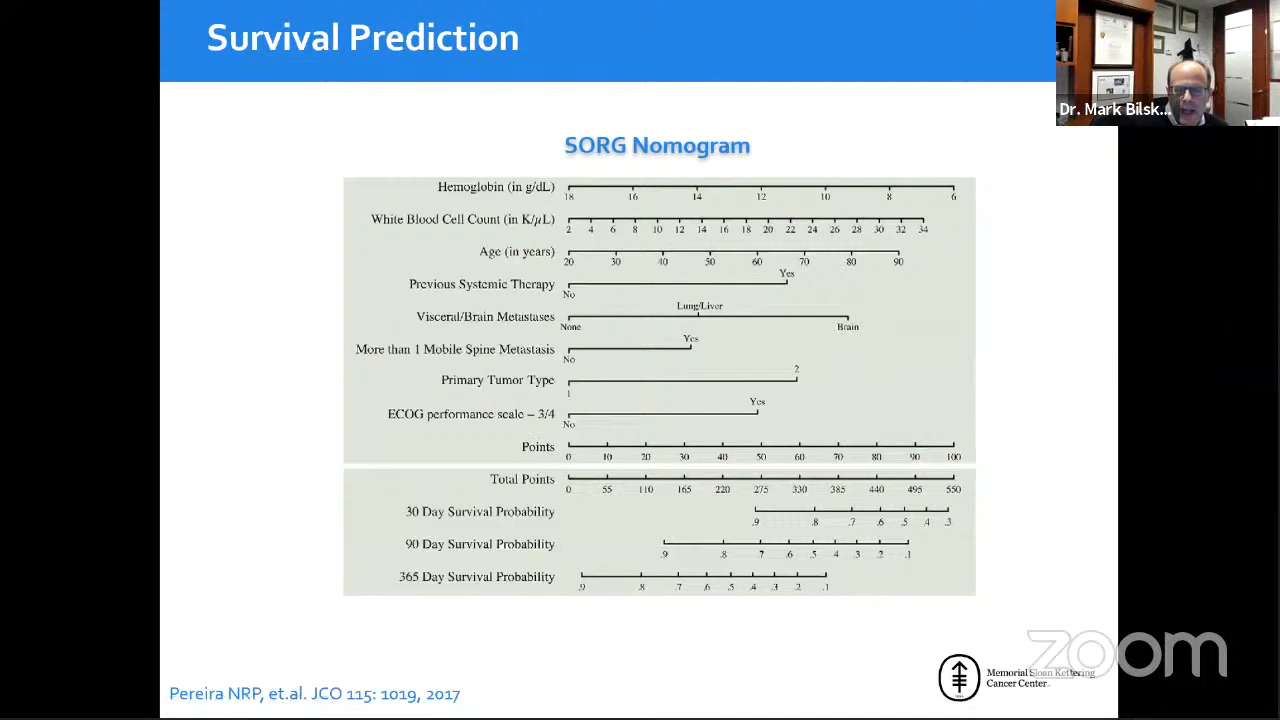 Survival Prediction
Dr. Mark Bilsk...
SORG Nomogram
Hemoglobin (in g/dL)
18 16 14 12 10 8 6
White Blood Cell Count (in K/μL)
2 4 6 8 10 12 14 16 18 20 22 24 26 28 30 32 34
Age (in years)
20 30 40 50 60 70 80 90
Yes
Previous Systemic Therapy
No
Lung/Liver
Visceral/Brain Metastases
None Brain
Yes
More than 1 Mobile Spine Metastasis
No
2
Primary Tumor Type
1
Yes
ECOG performance scale – 3/4
No
Points
0 10 20 30 40 50 60 70 80 90 100
Total Points
0 55 110 165 220 275 330 385 440 495 550
30 Day Survival Probability
.9 .8 .7 .6 .5 .4 .3
90 Day Survival Probability
.9 .8 .7 .6 .5 .4 .3 .2 .1
365 Day Survival Probability
.9 .8 .7 .6 .5 .4 .3 .2 .1
zoom
Memorial Sloan Kettering
Cancer Center
Pereira NRP, et.al. JCO 115: 1019, 2017